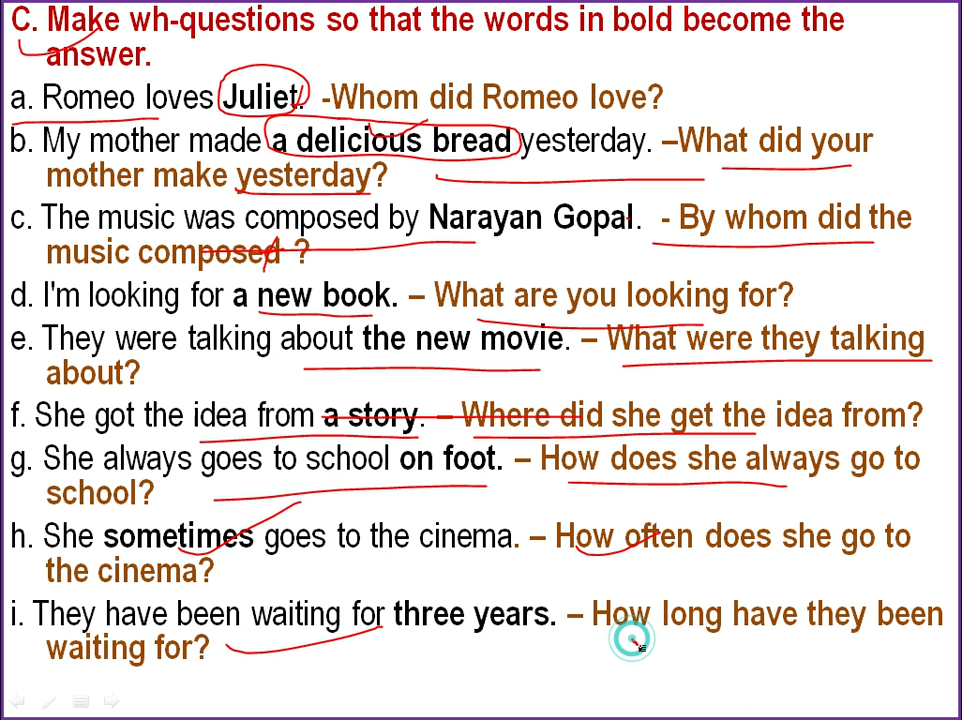 C. Make wh-questions so that the words in bold become the
answer.
a. Romeo loves Juliet. -Whom did Romeo love?
b. My mother made a delicious bread yesterday. –What did your
mother make yesterday?
c. The music was composed by Narayan Gopal. - By whom did the
music composed ?
d. I'm looking for a new book. – What are you looking for?
e. They were talking about the new movie. – What were they talking
about?
f. She got the idea from a story. – Where did she get the idea from?
g. She always goes to school on foot. – How does she always go to
school?
h. She sometimes goes to the cinema. – How often does she go to
the cinema?
i. They have been waiting for three years. – How long have they been
waiting for?